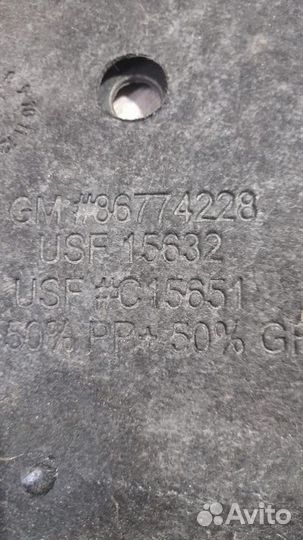 GM #86774228
USF 15632
USF #C15651
50% PP+ 50% GF
Avito